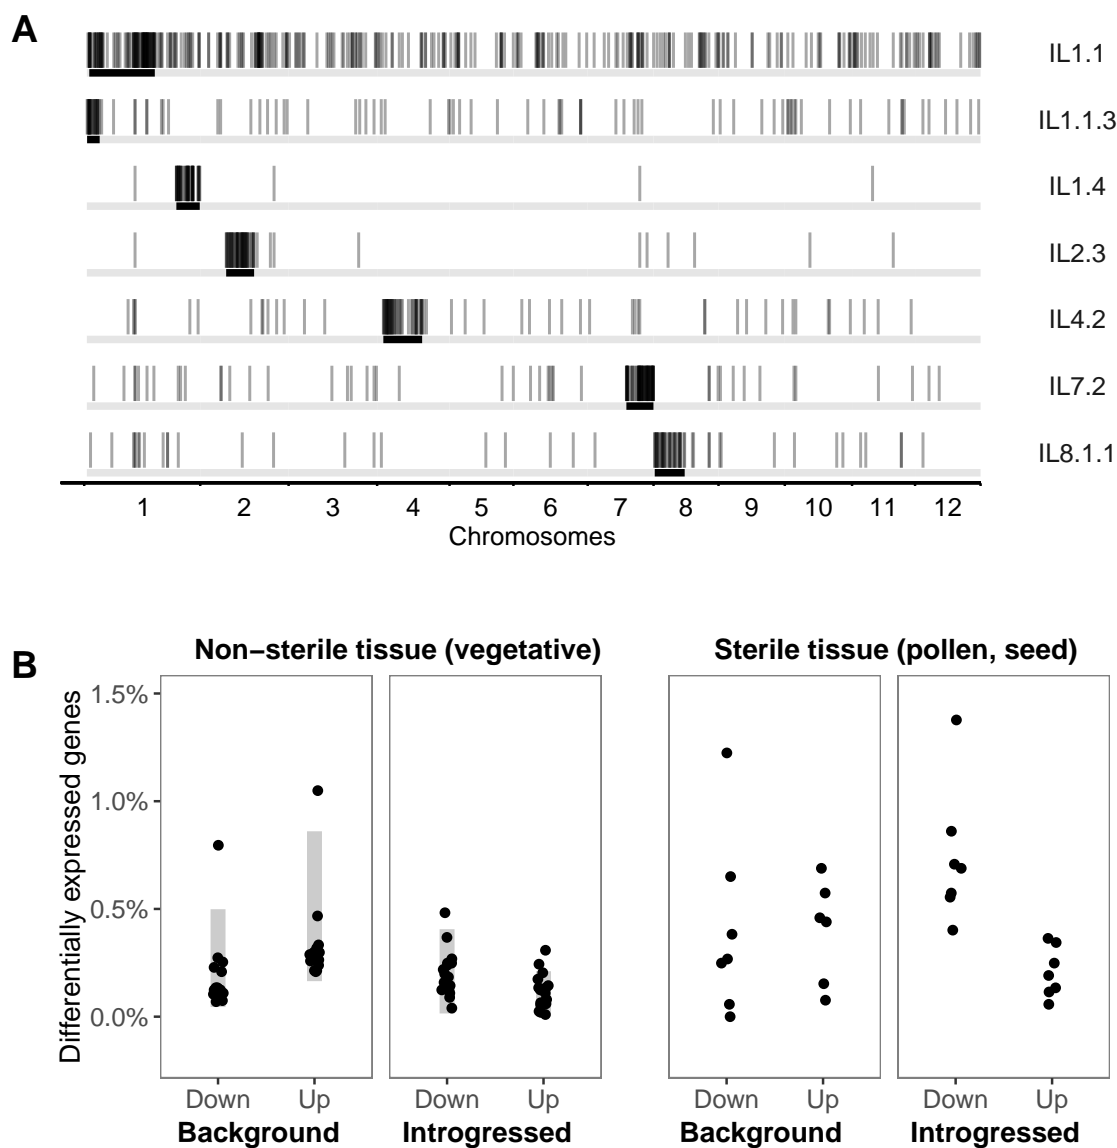 A
IL1.1
IL1.1.3
IL1.4
IL2.3
IL4.2
IL7.2
IL8.1.1
1 2 3 4 5 6 7 8 9 10 11 12
Chromosomes
B
Non−sterile tissue (vegetative) Sterile tissue (pollen, seed)
Differentially expressed genes
1.5%
1.0%
0.5%
0.0%
Down Up Down Up Down Up Down Up
Background Introgressed Background Introgressed